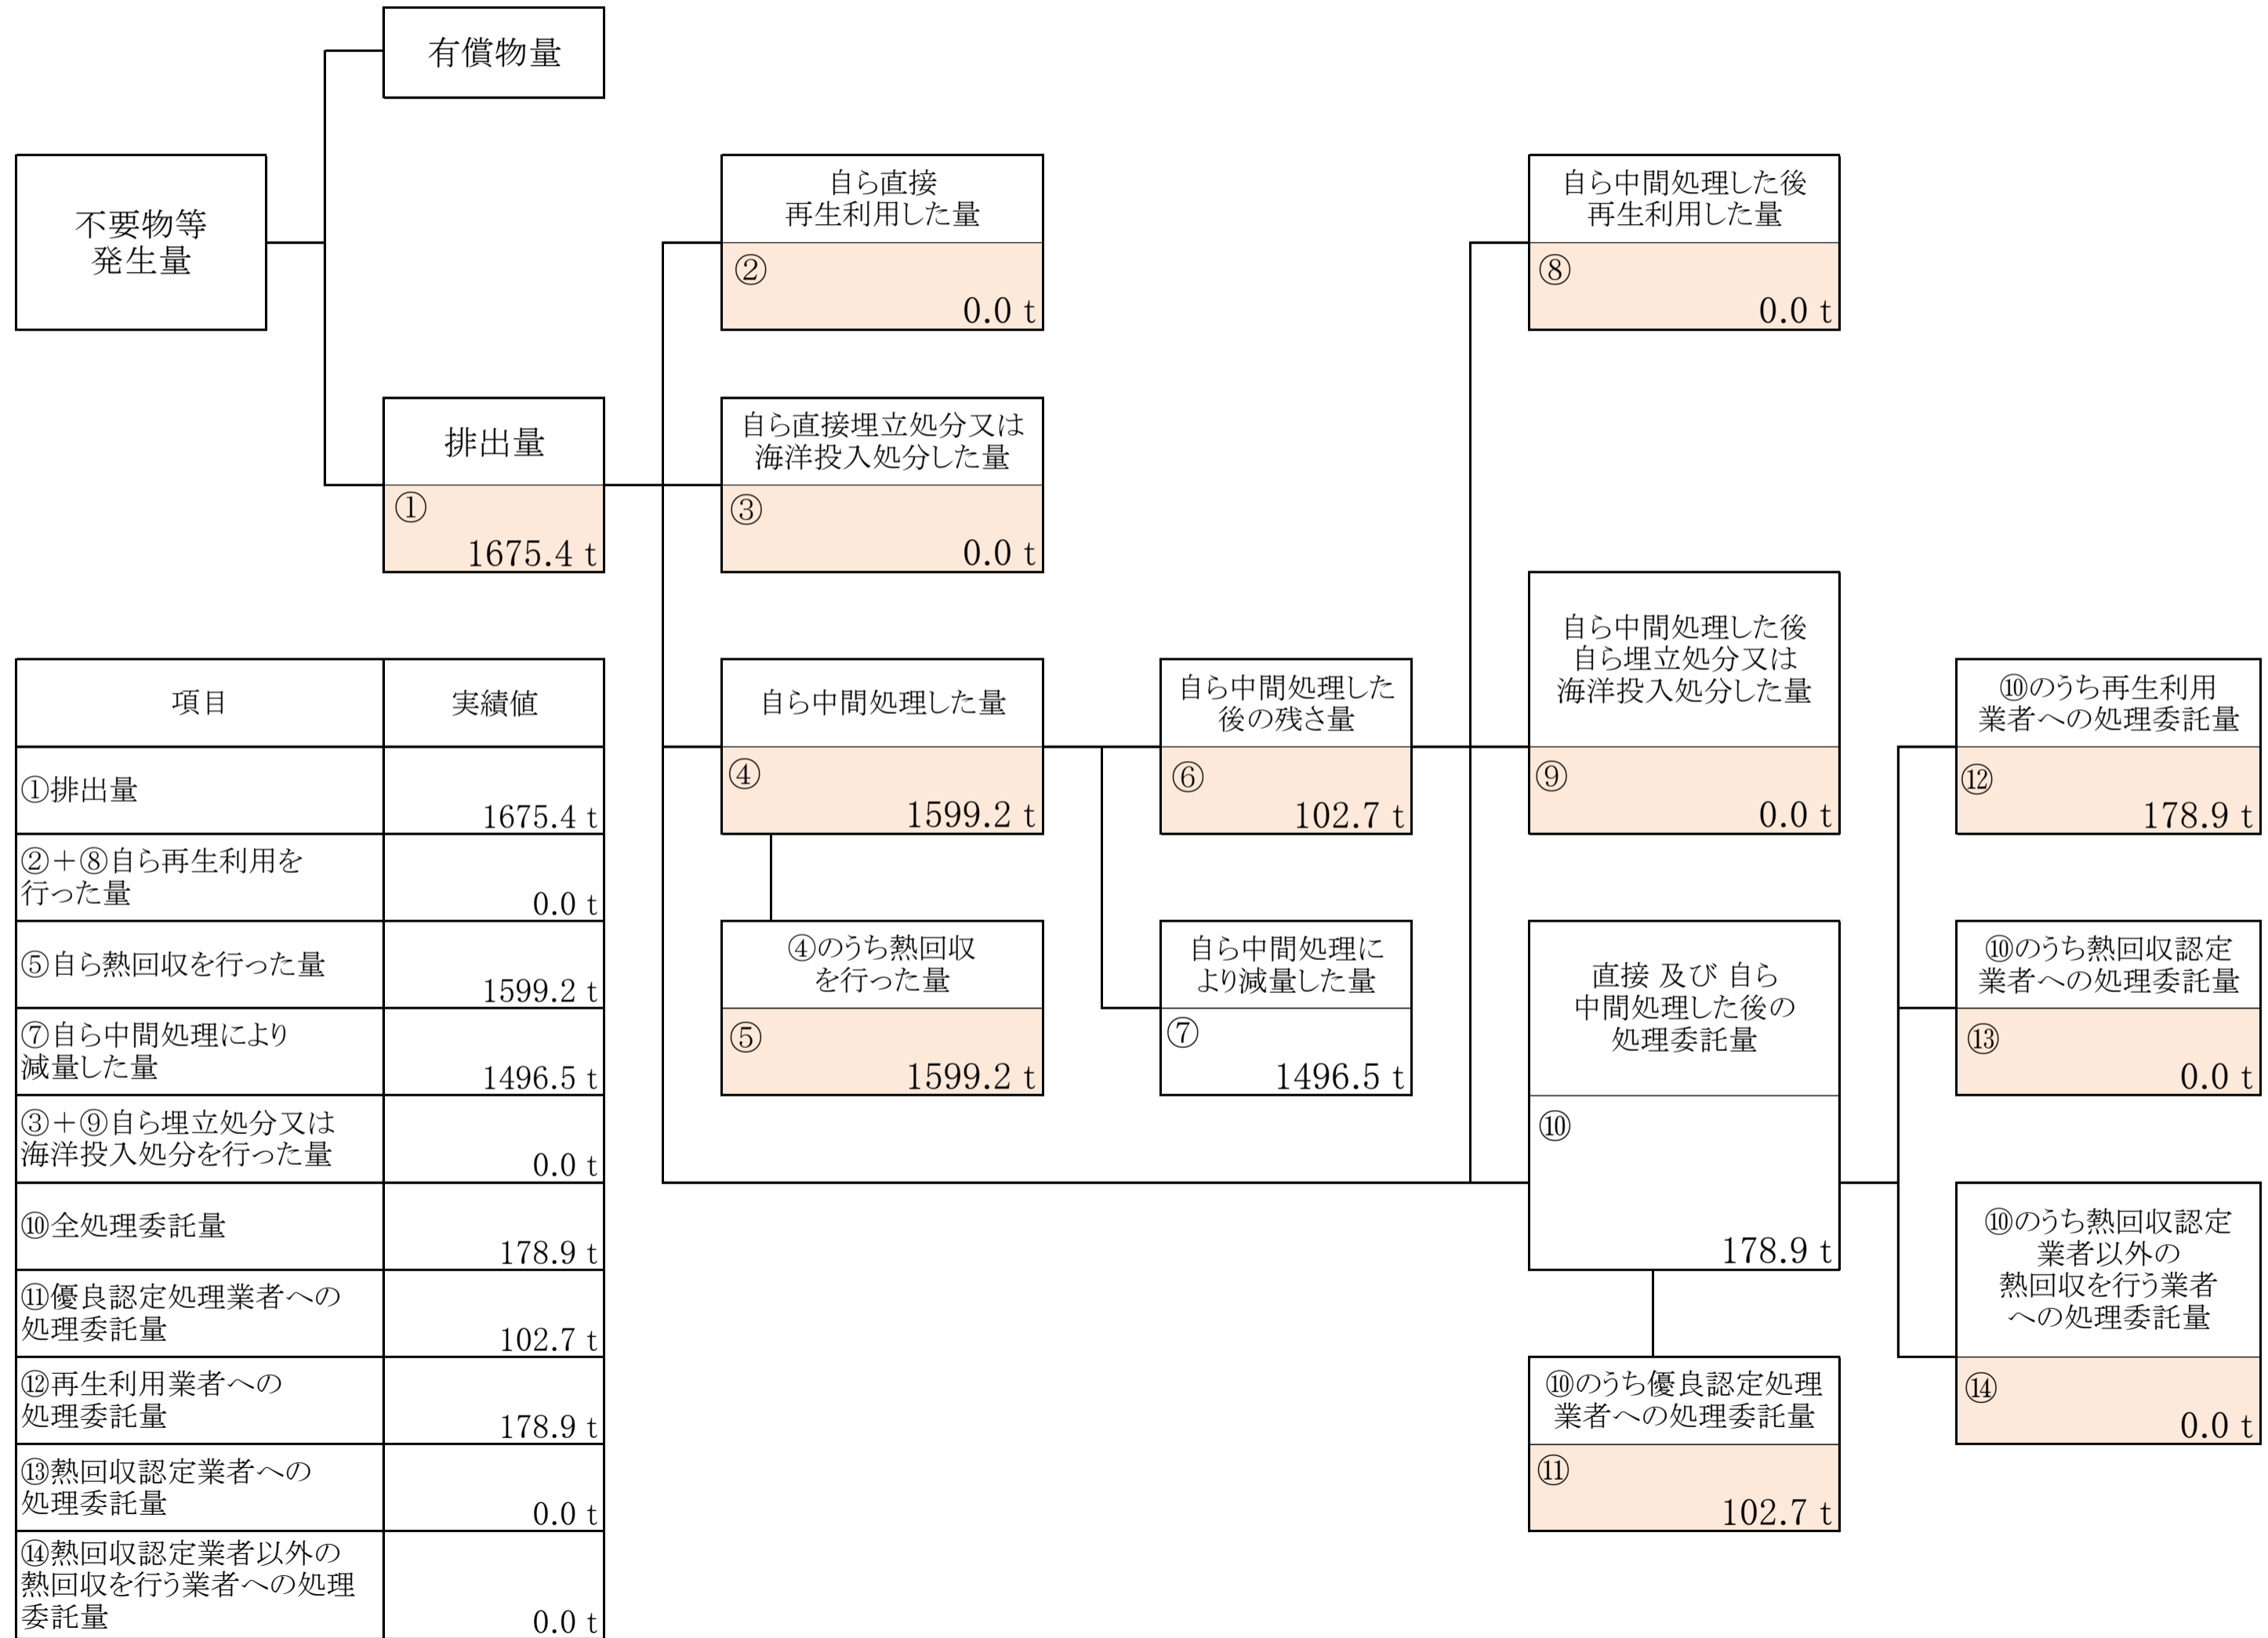 有償物量
不要物等
発生量
自ら直接
再生利用した量
②
0.0 t
自ら中間処理した後
再生利用した量
⑧
0.0 t
排出量
①
1675.4 t
自ら直接埋立処分又は
海洋投入処分した量
③
0.0 t
自ら中間処理した量
④
1599.2 t
自ら中間処理した
後の残さ量
⑥
102.7 t
自ら中間処理した後
自ら埋立処分又は
海洋投入処分した量
⑨
0.0 t
⑩のうち再生利用
業者への処理委託量
⑫
178.9 t
④のうち熱回収
を行った量
⑤
1599.2 t
自ら中間処理に
より減量した量
⑦
1496.5 t
直接 及び 自ら
中間処理した後の
処理委託量
⑩
178.9 t
⑩のうち熱回収認定
業者への処理委託量
⑬
0.0 t
⑩のうち熱回収認定
業者以外の
熱回収を行う業者
への処理委託量
⑭
0.0 t
⑩のうち優良認定処理
業者への処理委託量
⑪
102.7 t
項目 実績値
①排出量
1675.4 t
②＋⑧自ら再生利用を
行った量
0.0 t
⑤自ら熱回収を行った量
1599.2 t
⑦自ら中間処理により
減量した量
1496.5 t
③＋⑨自ら埋立処分又は
海洋投入処分を行った量
0.0 t
⑩全処理委託量
178.9 t
⑪優良認定処理業者への
処理委託量
102.7 t
⑫再生利用業者への
処理委託量
178.9 t
⑬熱回収認定業者への
処理委託量
0.0 t
⑭熱回収認定業者以外の
熱回収を行う業者への処理
委託量
0.0 t